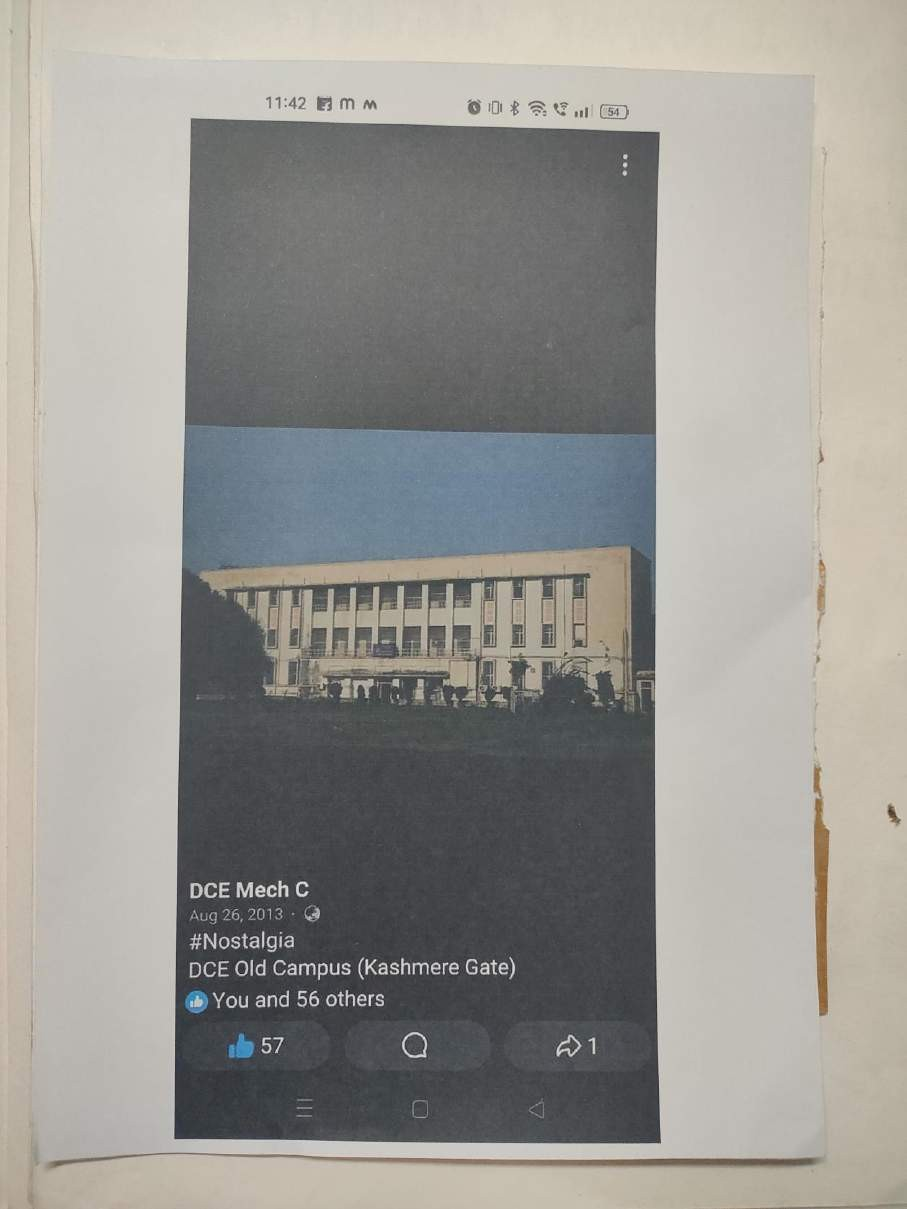 11:42
54
DCE Mech C
Aug 26, 2013 ·
#Nostalgia
DCE Old Campus (Kashmere Gate)
You and 56 others
57
1